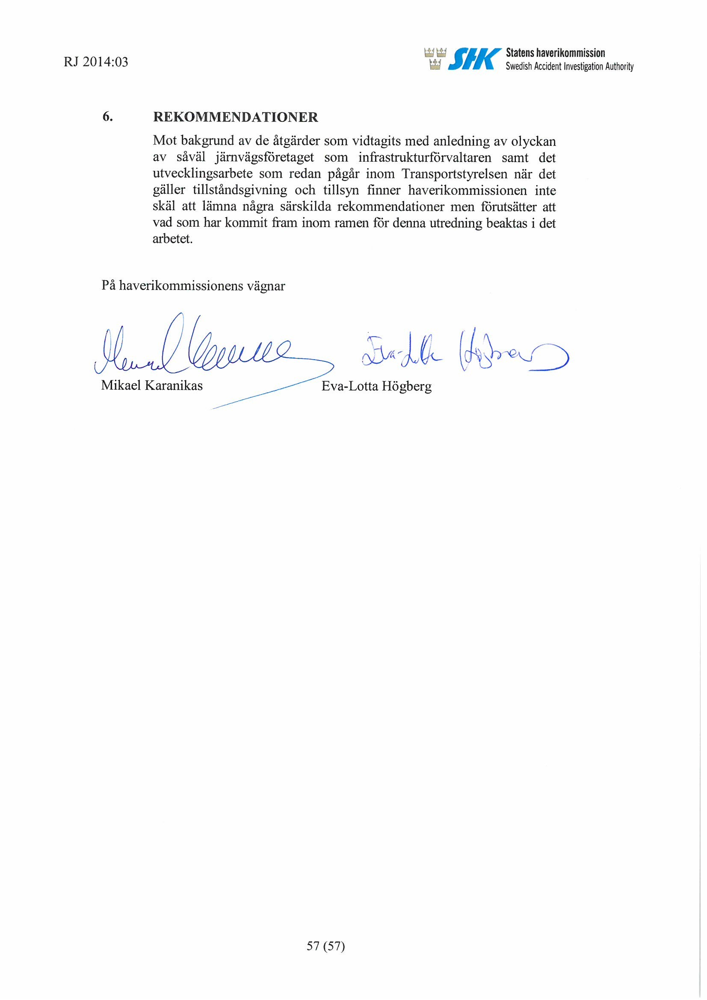 RJ 2014:03
SHK
Statens haverikommission
Swedish Accident Investigation Authority
6. REKOMMENDATIONER
Mot bakgrund av de åtgärder som vidtagits med anledning av olyckan
av såväl järnvägsföretaget som infrastrukturförvaltaren samt det
utvecklingsarbete som redan pågår inom Transportstyrelsen när det
gäller tillståndsgivning och tillsyn finner haverikommissionen inte
skäl att lämna några särskilda rekommendationer men förutsätter att
vad som har kommit fram inom ramen för denna utredning beaktas i det
arbetet.
På haverikommissionens vägnar
Eva-Lotta Högberg
Mikael Karanikas Eva-Lotta Högberg
57 (57)